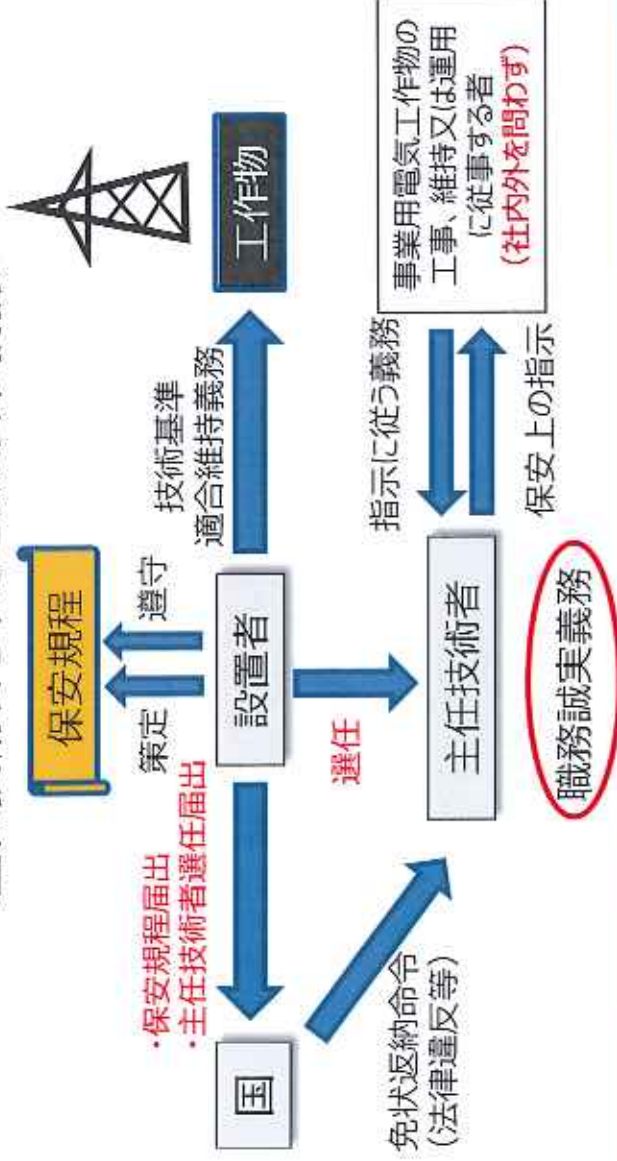 保安規程
策定
遵守
・保安規程届出
・主任技術者選任届出
国
設置者
技術基準
適合維持義務
工作物
選任
免状返納命令
(法律違反等)
主任技術者
職務誠実義務
指示に従う義務
保安上の指示
事業用電気工作物の
工事、維持又は運用
に従事する者
(社内外を問わず)